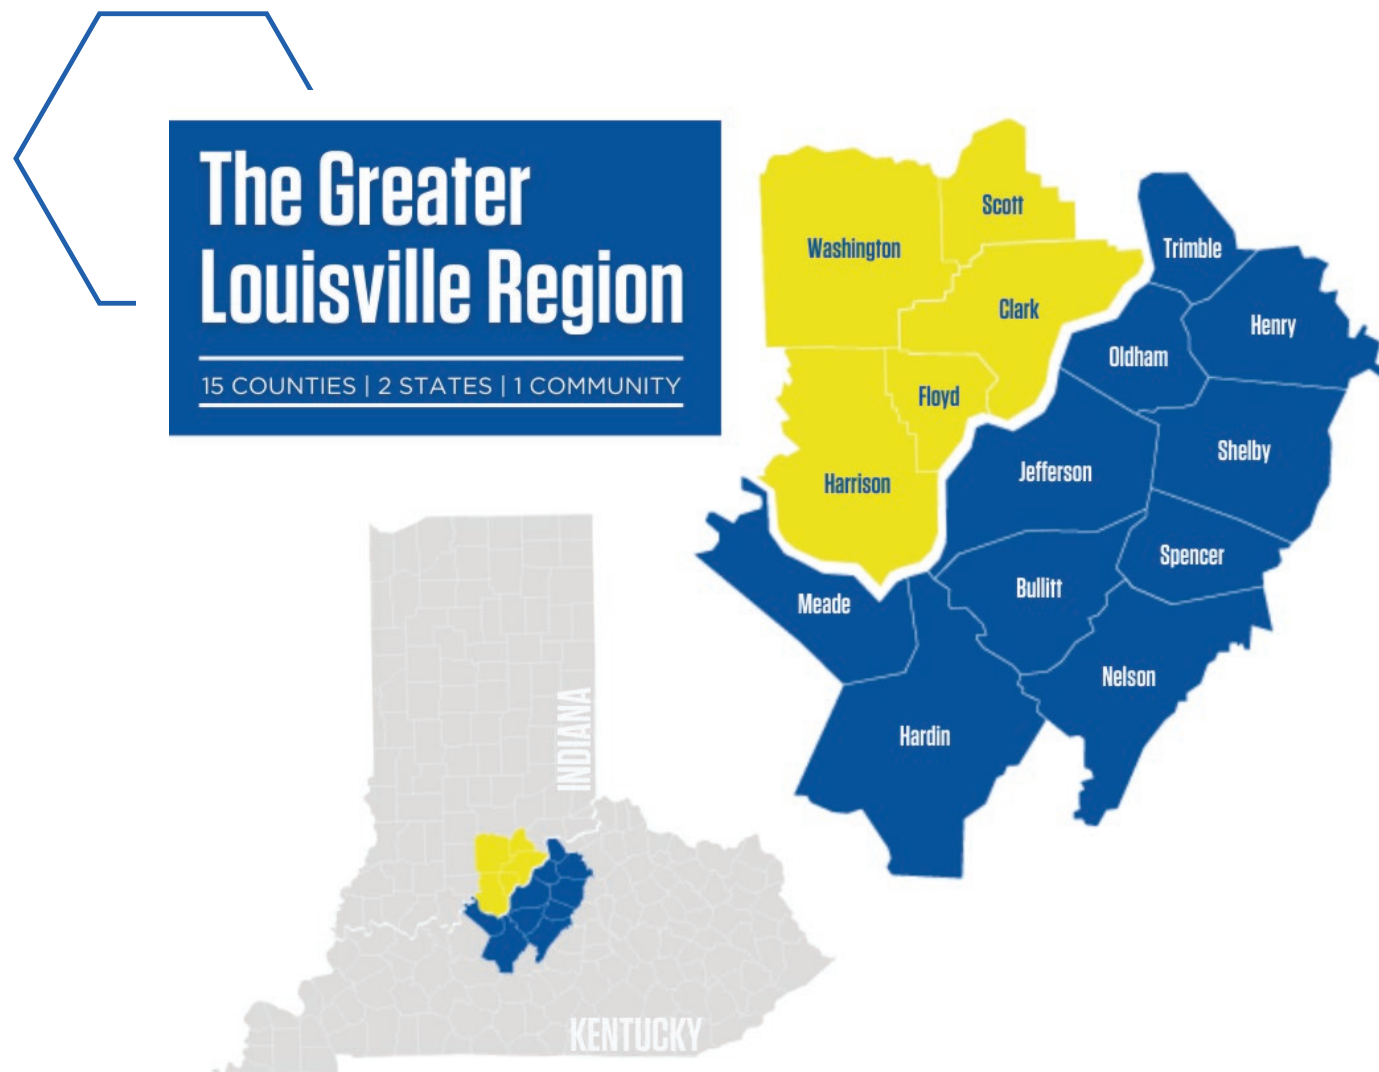 The Greater
Louisville Region
15 COUNTIES | 2 STATES | 1 COMMUNITY
Scott
Washington
Trimble
Clark
Henry
Oldham
Floyd
Shelby
Jefferson
Harrison
Spencer
Bullitt
Meade
Nelson
Hardin
INDIANA
KENTUCKY